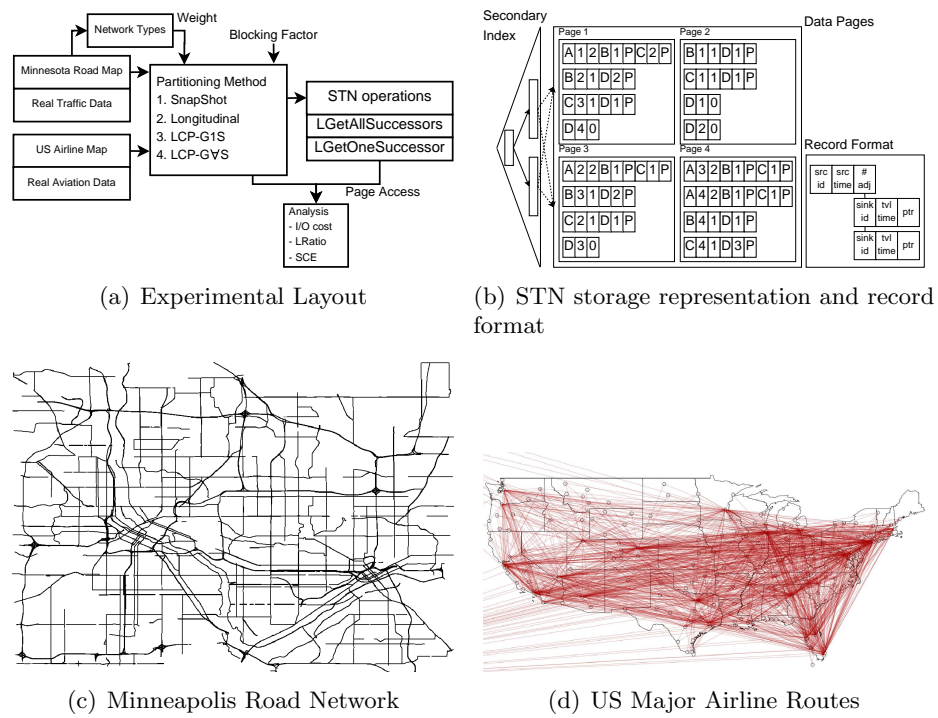 Weight
Network Types
Blocking Factor
Minnesota Road Map
Real Traffic Data
US Airline Map
Real Aviation Data
Partitioning Method
1. SnapShot
2. Longitudinal
3. LCP-G1S
4. LCP-G∀S
STN operations
LGetAllSuccessors
LGetOneSuccessor
Page Access
Analysis
- I/O cost
- LRatio
- SCE
(a) Experimental Layout
Secondary
Index
Data Pages
Page 1
A 1 2 B 1 P C 2 P
B 2 1 D 2 P
C 3 1 D 1 P
D 4 0
Page 2
B 1 1 D 1 P
C 1 1 D 1 P
D 1 0
D 2 0
Page 3
A 2 2 B 1 P C 1 P
B 3 1 D 2 P
C 2 1 D 1 P
D 3 0
Page 4
A 3 2 B 1 P C 1 P
A 4 2 B 1 P C 1 P
B 4 1 D 1 P
C 4 1 D 3 P
Record Format
src id
src time
# adj
sink id
tvl time
ptr
sink id
tvl time
ptr
(b) STN storage representation and record
format
(c) Minneapolis Road Network
(d) US Major Airline Routes